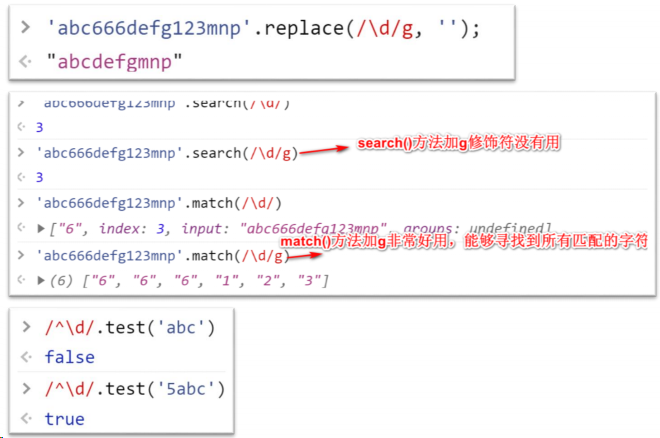 > 'abc666defg123mnp'.replace(/\d/g, '');
"abcdefgmnp"
> 'abc666defg123mnp'.search(/\d/)
3
> 'abc666defg123mnp'.search(/\d/g) search()方法加g修饰符没有用
3
> 'abc666defg123mnp'.match(/\d/)
["6", index: 3, input: "abc666defg123mnp", groups: undefined]
> 'abc666defg123mnp'.match(/\d/g) match()方法加g非常好用，能够寻找到所有匹配的字符
(6) ["6", "6", "6", "1", "2", "3"]
> /^\d/.test('abc')
false
> /^\d/.test('5abc')
true